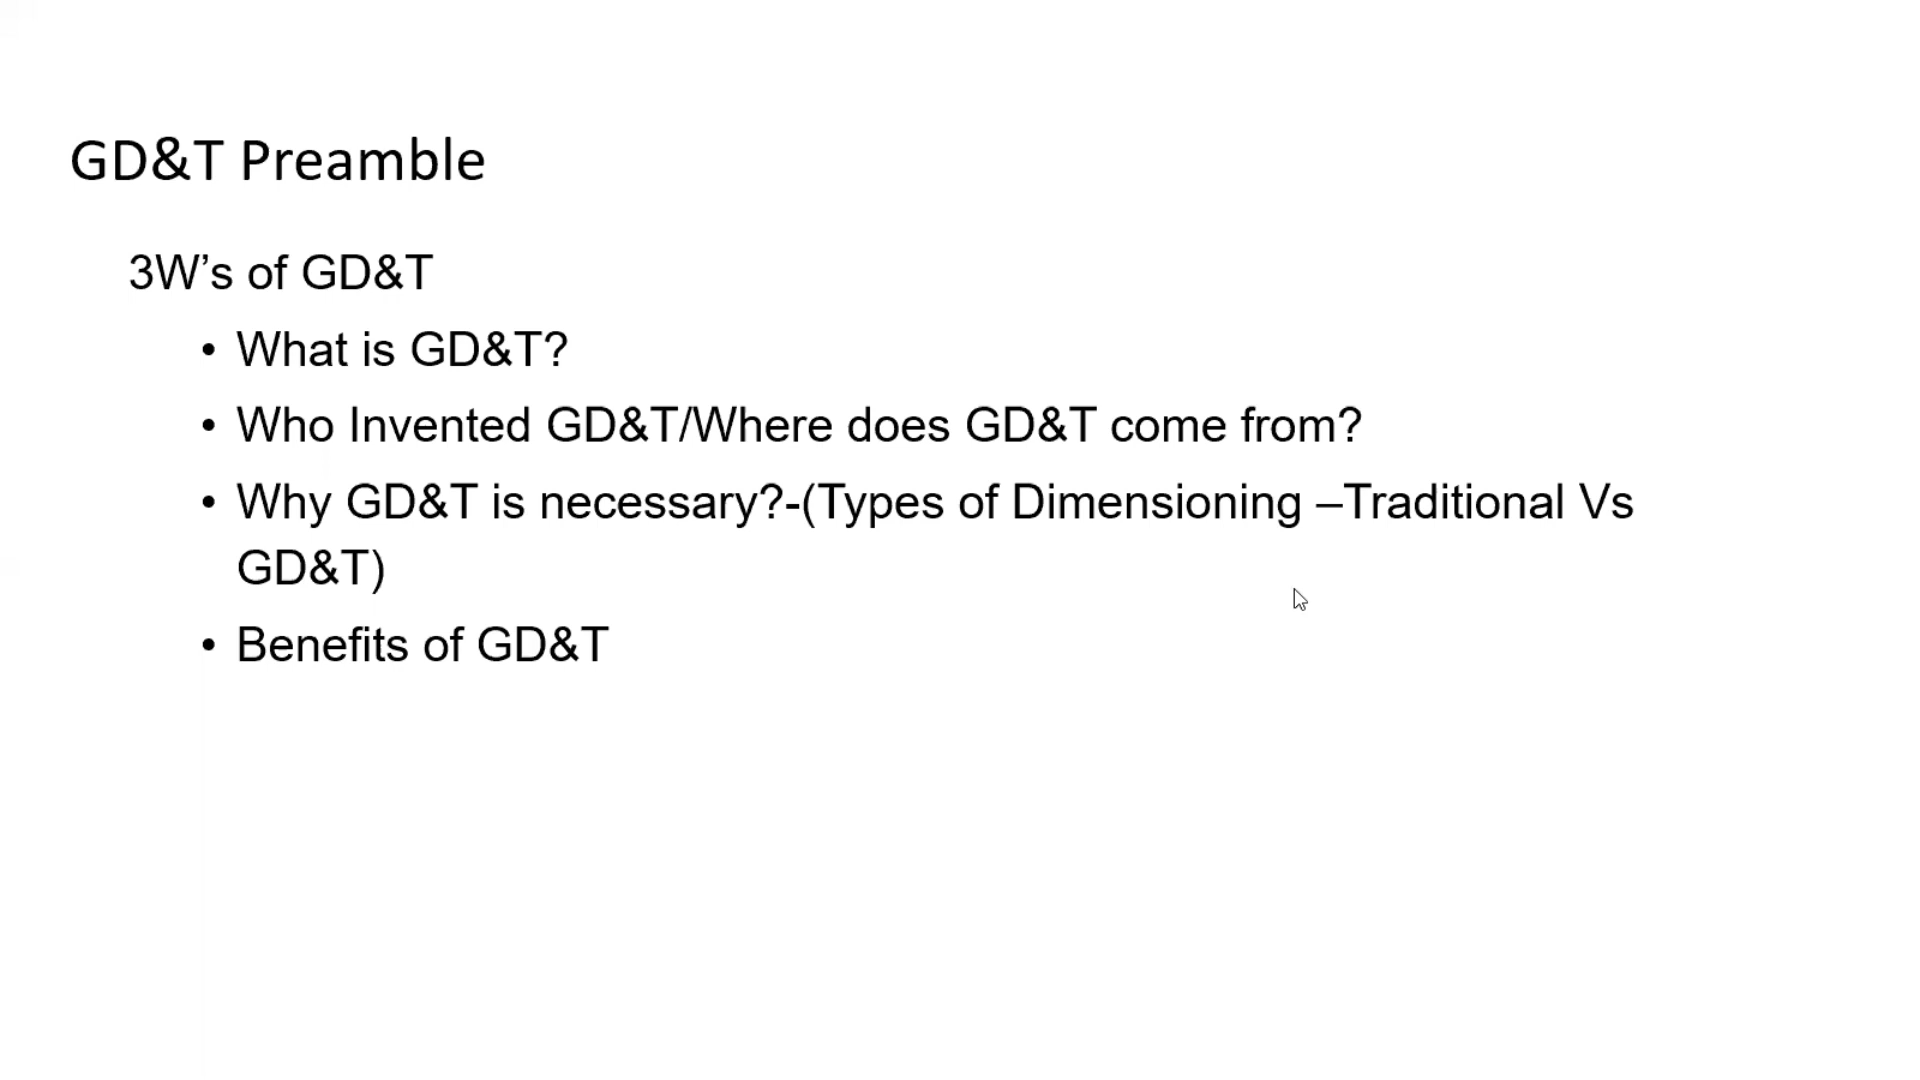 GD&T Preamble
3W’s of GD&T
• What is GD&T?
• Who Invented GD&T/Where does GD&T come from?
• Why GD&T is necessary?-(Types of Dimensioning –Traditional Vs
GD&T)
• Benefits of GD&T